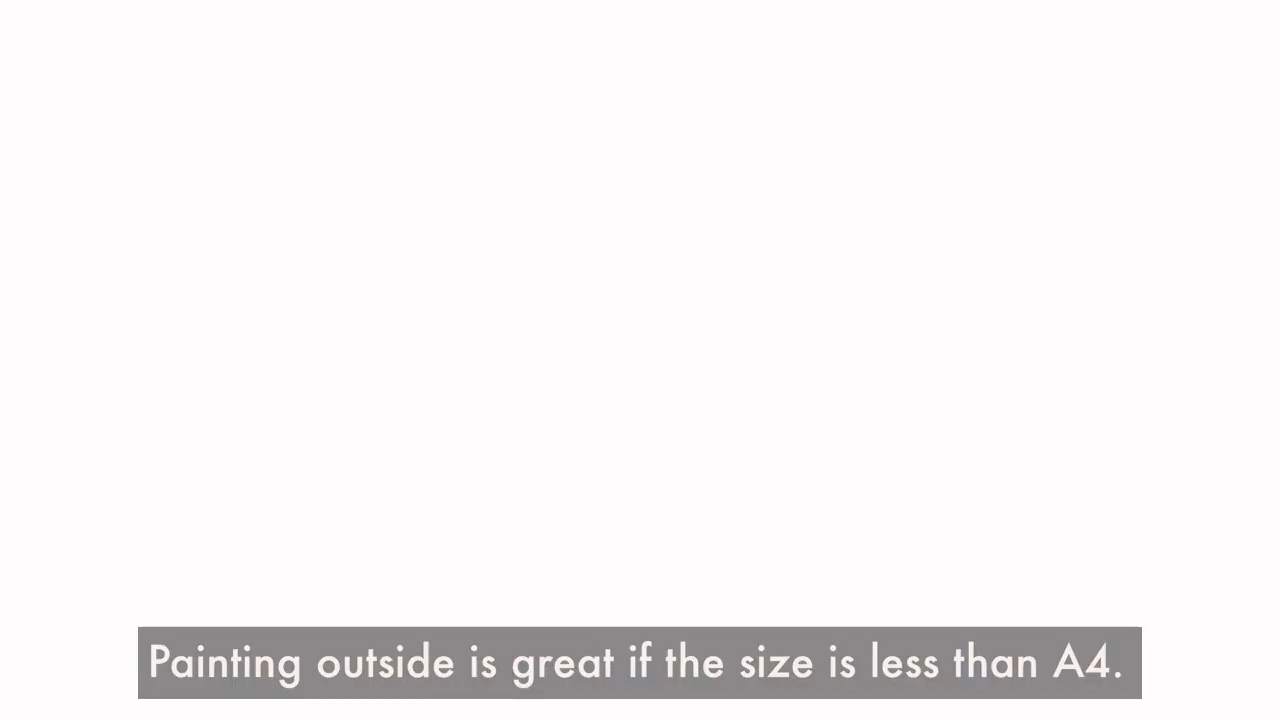 Painting outside is great if the size is less than A4.